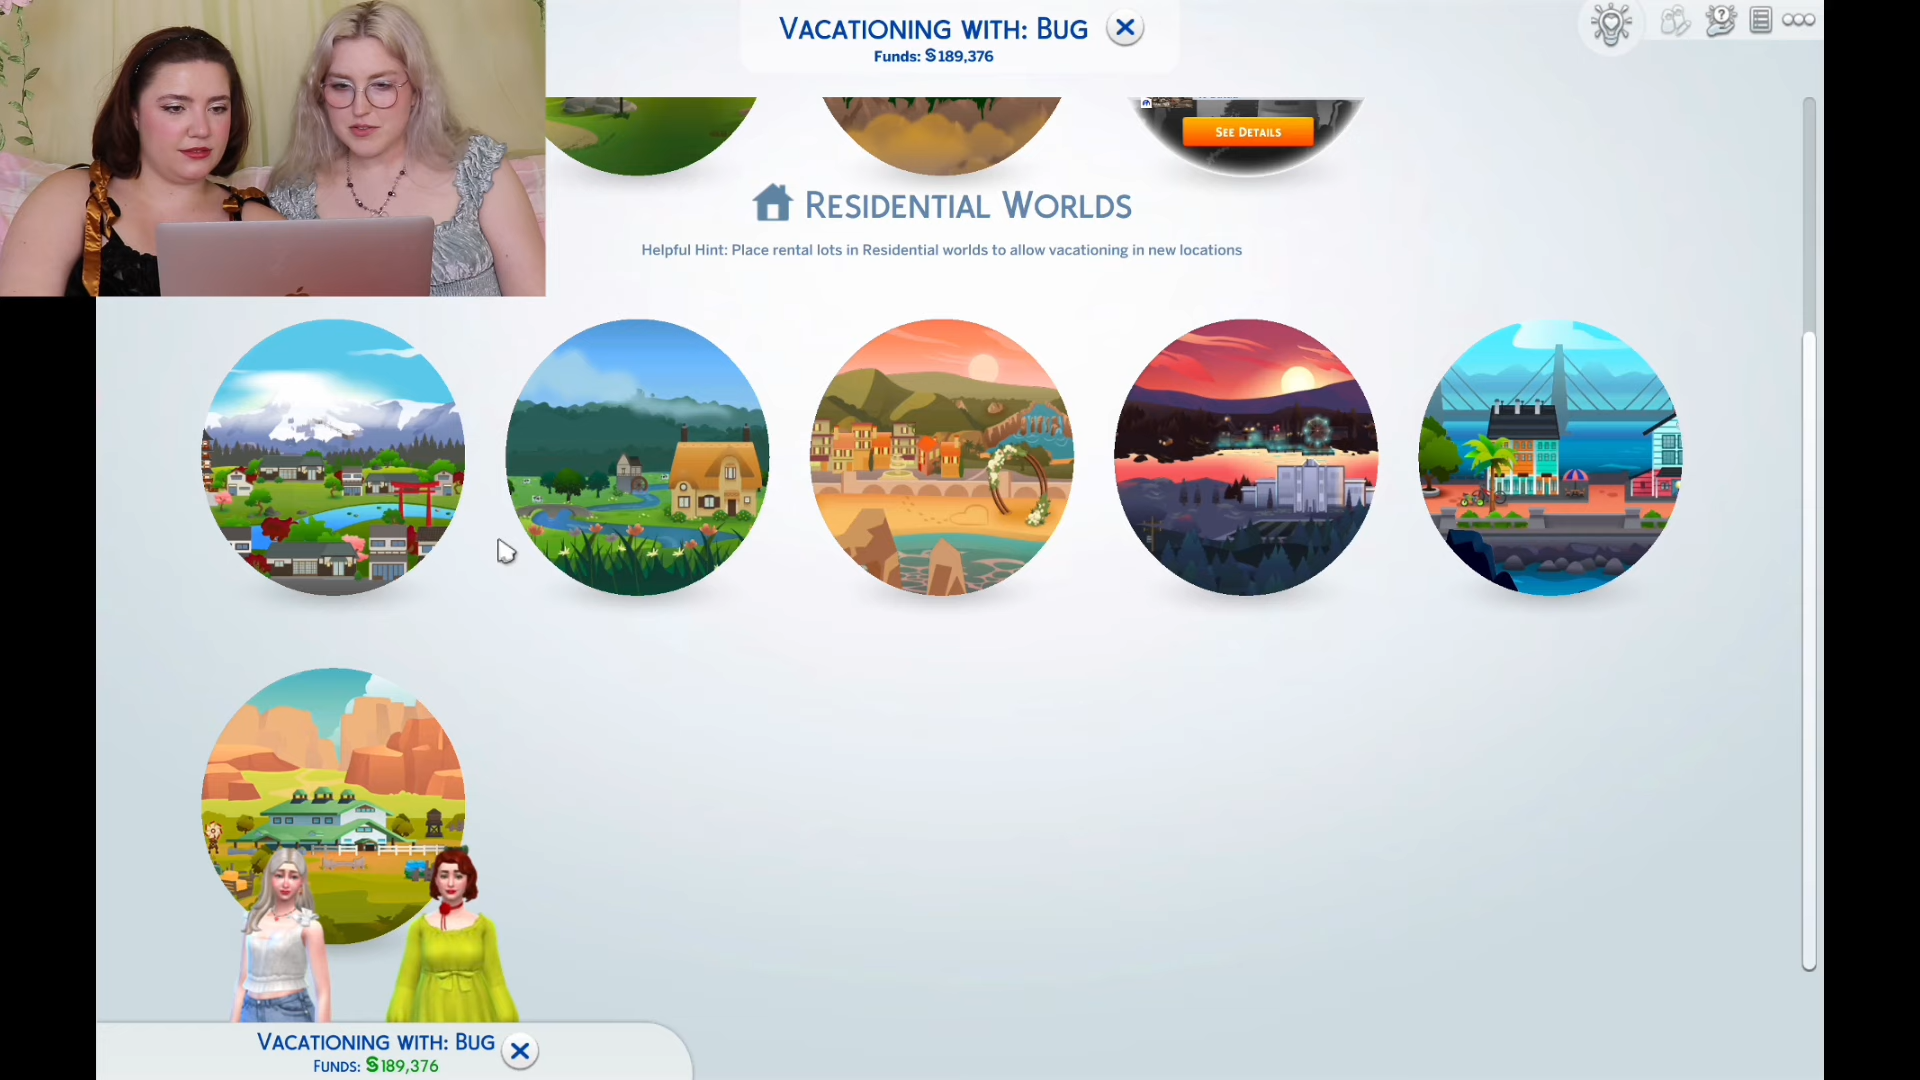 VACATIONING WITH: BUG
Funds: §189,376
SEE DETAILS
RESIDENTIAL WORLDS
Helpful Hint: Place rental lots in Residential worlds to allow vacationing in new locations
VACATIONING WITH: BUG
FUNDS: §189,376